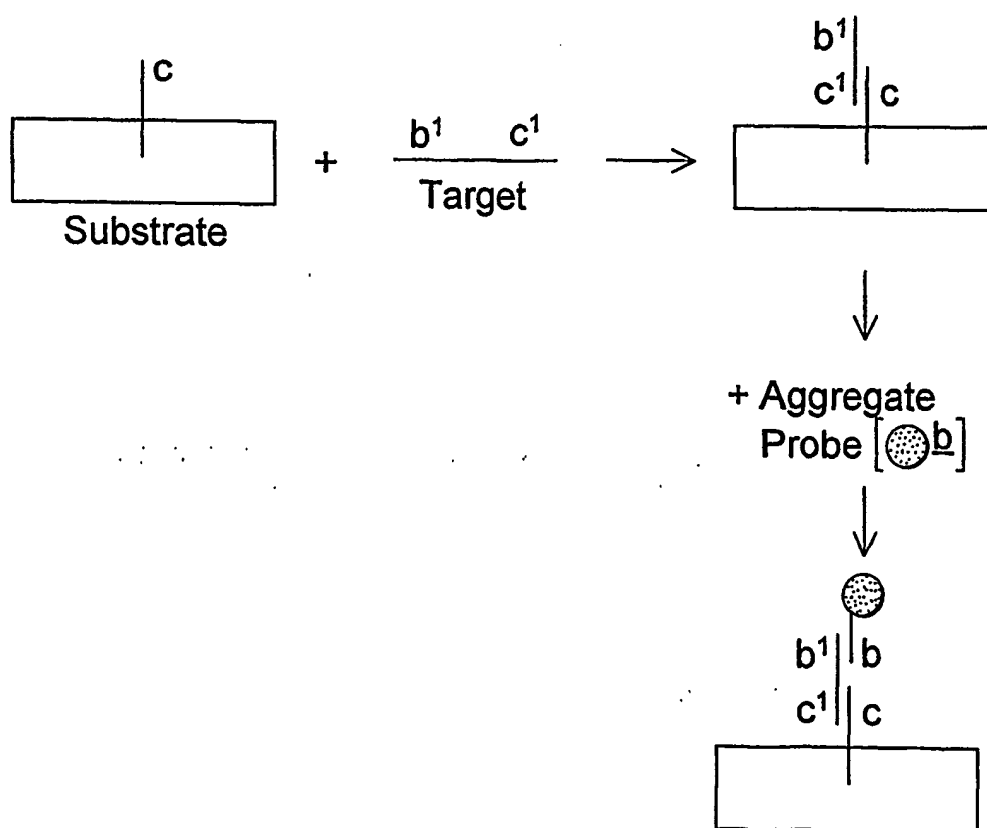 c
Substrate
+
b¹ c¹
Target
b¹
c¹ c
+ Aggregate
Probe [b]
b¹ b
c¹ c